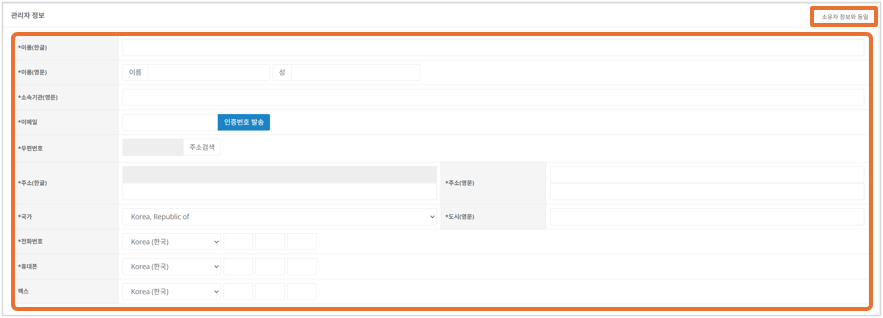 관리자 정보
소유자 정보와 동일
*이름(한글)
*이름(영문) 이름 성
*소속기관(영문)
*이메일 인증번호 발송
*우편번호 주소검색
*주소(한글) *주소(영문)
*국가 Korea, Republic of *도시(영문)
*전화번호 Korea (한국)
*휴대폰 Korea (한국)
팩스 Korea (한국)